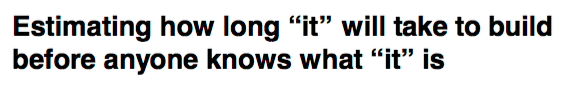 Estimating how long “it” will take to build
before anyone knows what “it” is